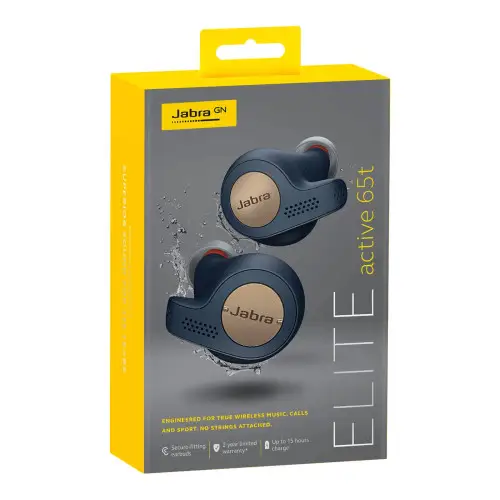 Jabra GN
Jabra
Jabra
ELITE
active 65t
ENGINEERED FOR TRUE WIRELESS MUSIC, CALLS
AND SPORT. NO STRINGS ATTACHED.
Secure-fitting
earbuds
2 year limited
warranty*
Up to 15 hours
charge¹